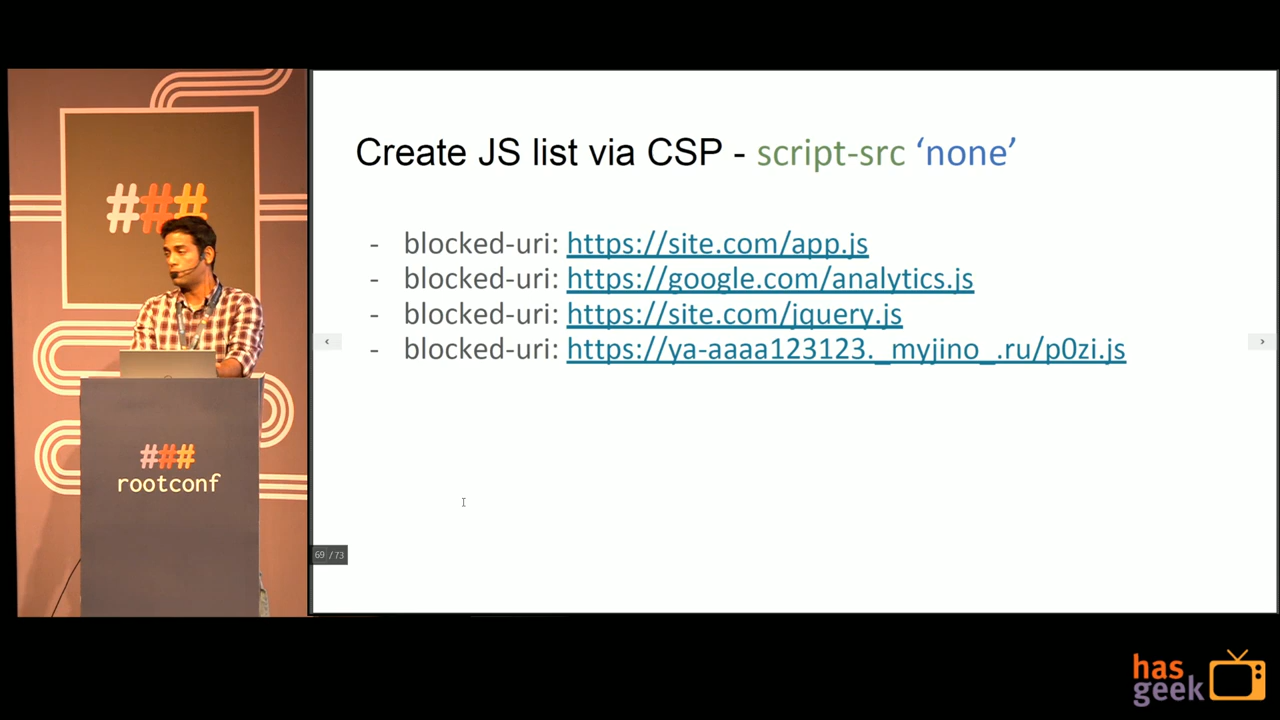 ###
###
rootconf
Create JS list via CSP - script-src ‘none’
- blocked-uri: https://site.com/app.js
- blocked-uri: https://google.com/analytics.js
- blocked-uri: https://site.com/jquery.js
- blocked-uri: https://ya-aaaa123123._myjino_.ru/p0zi.js
69 / 73
has
geek